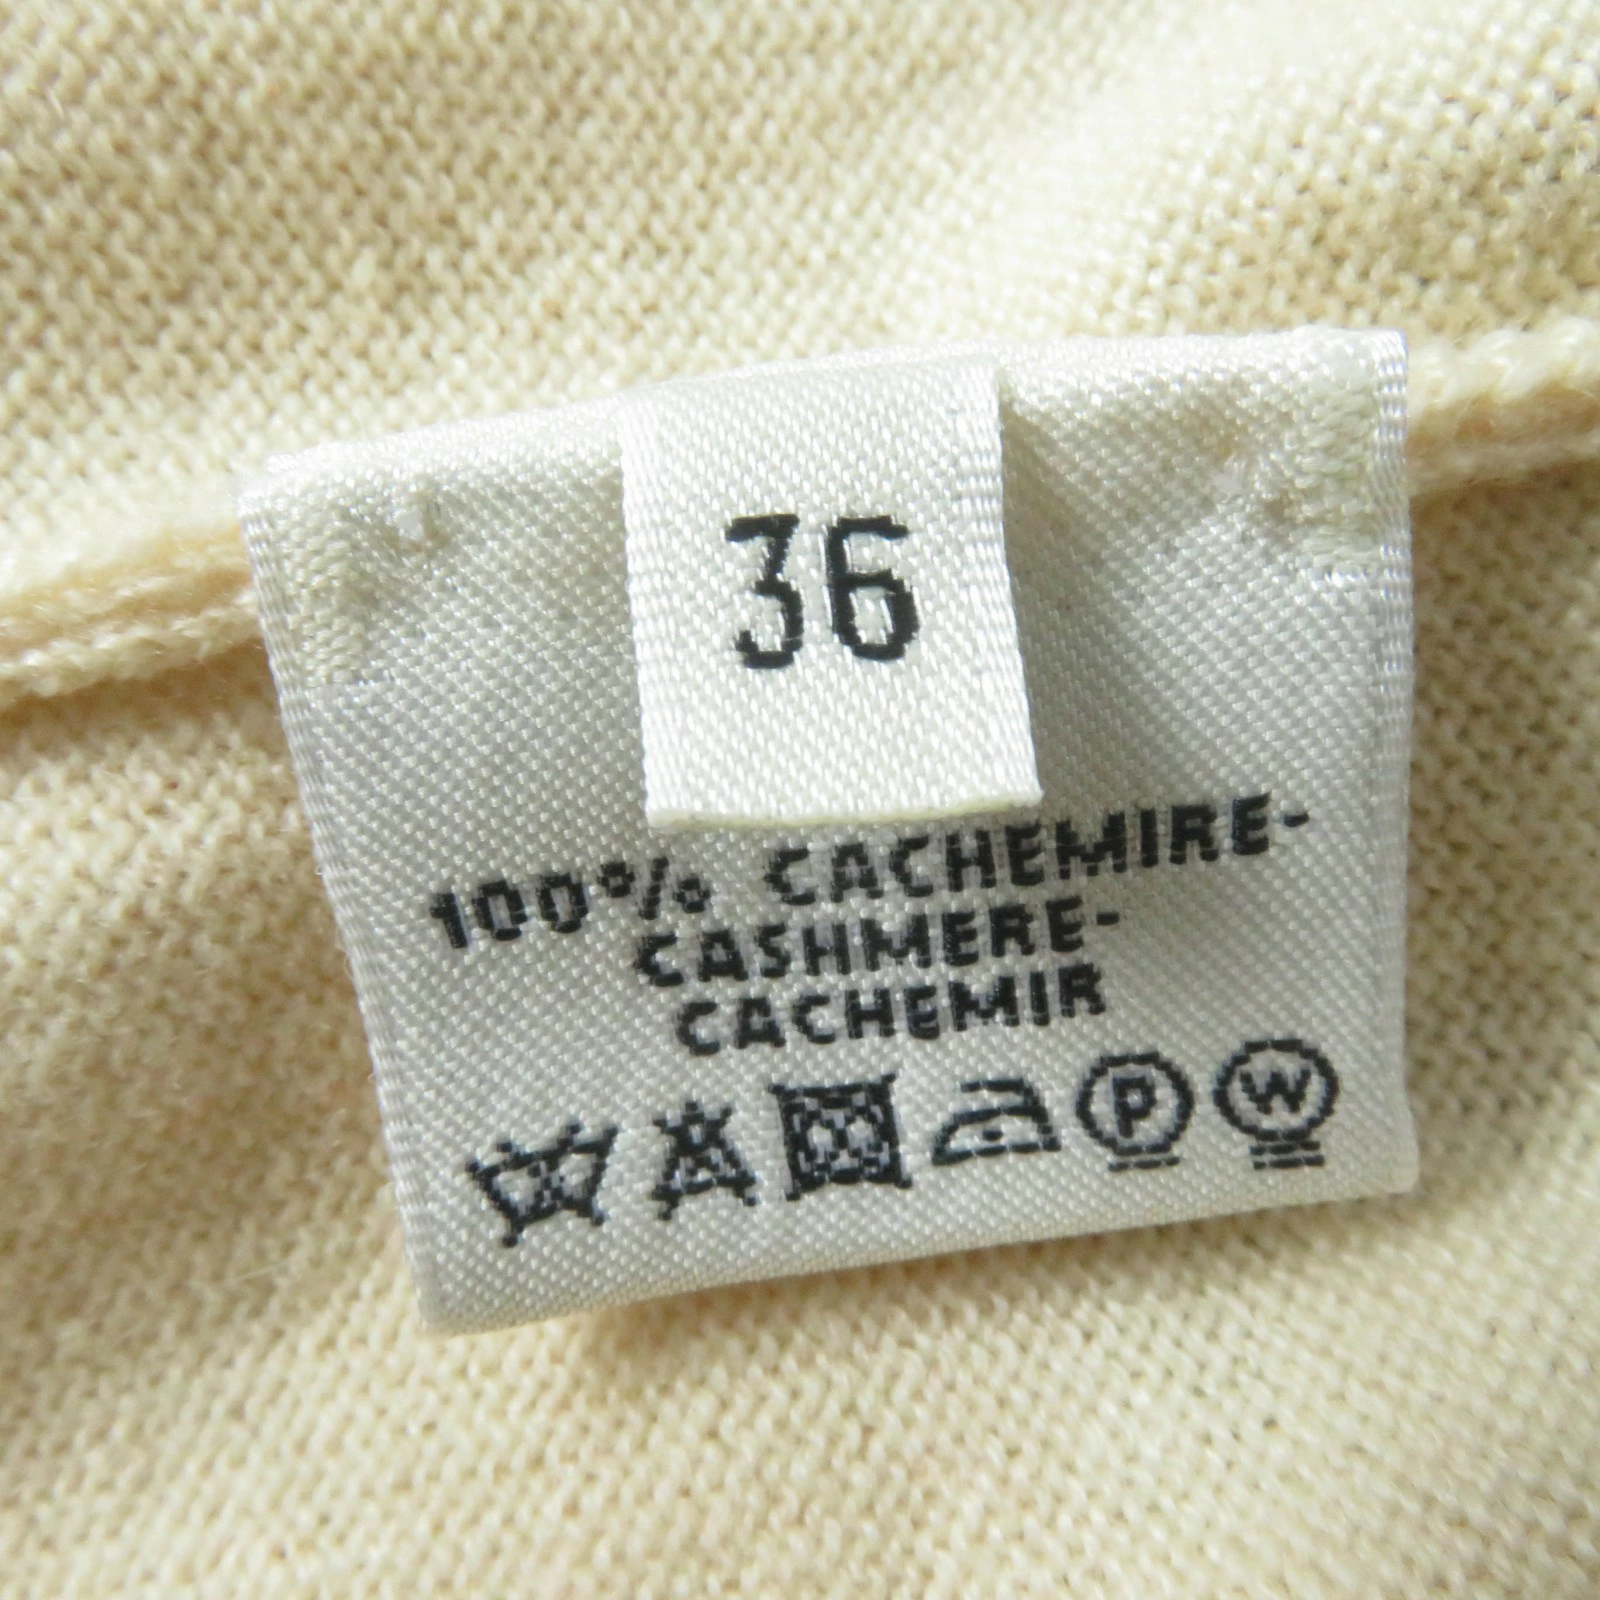 36
100% CACHEMIRE-
CASHMERE-
CACHEMIR
P W